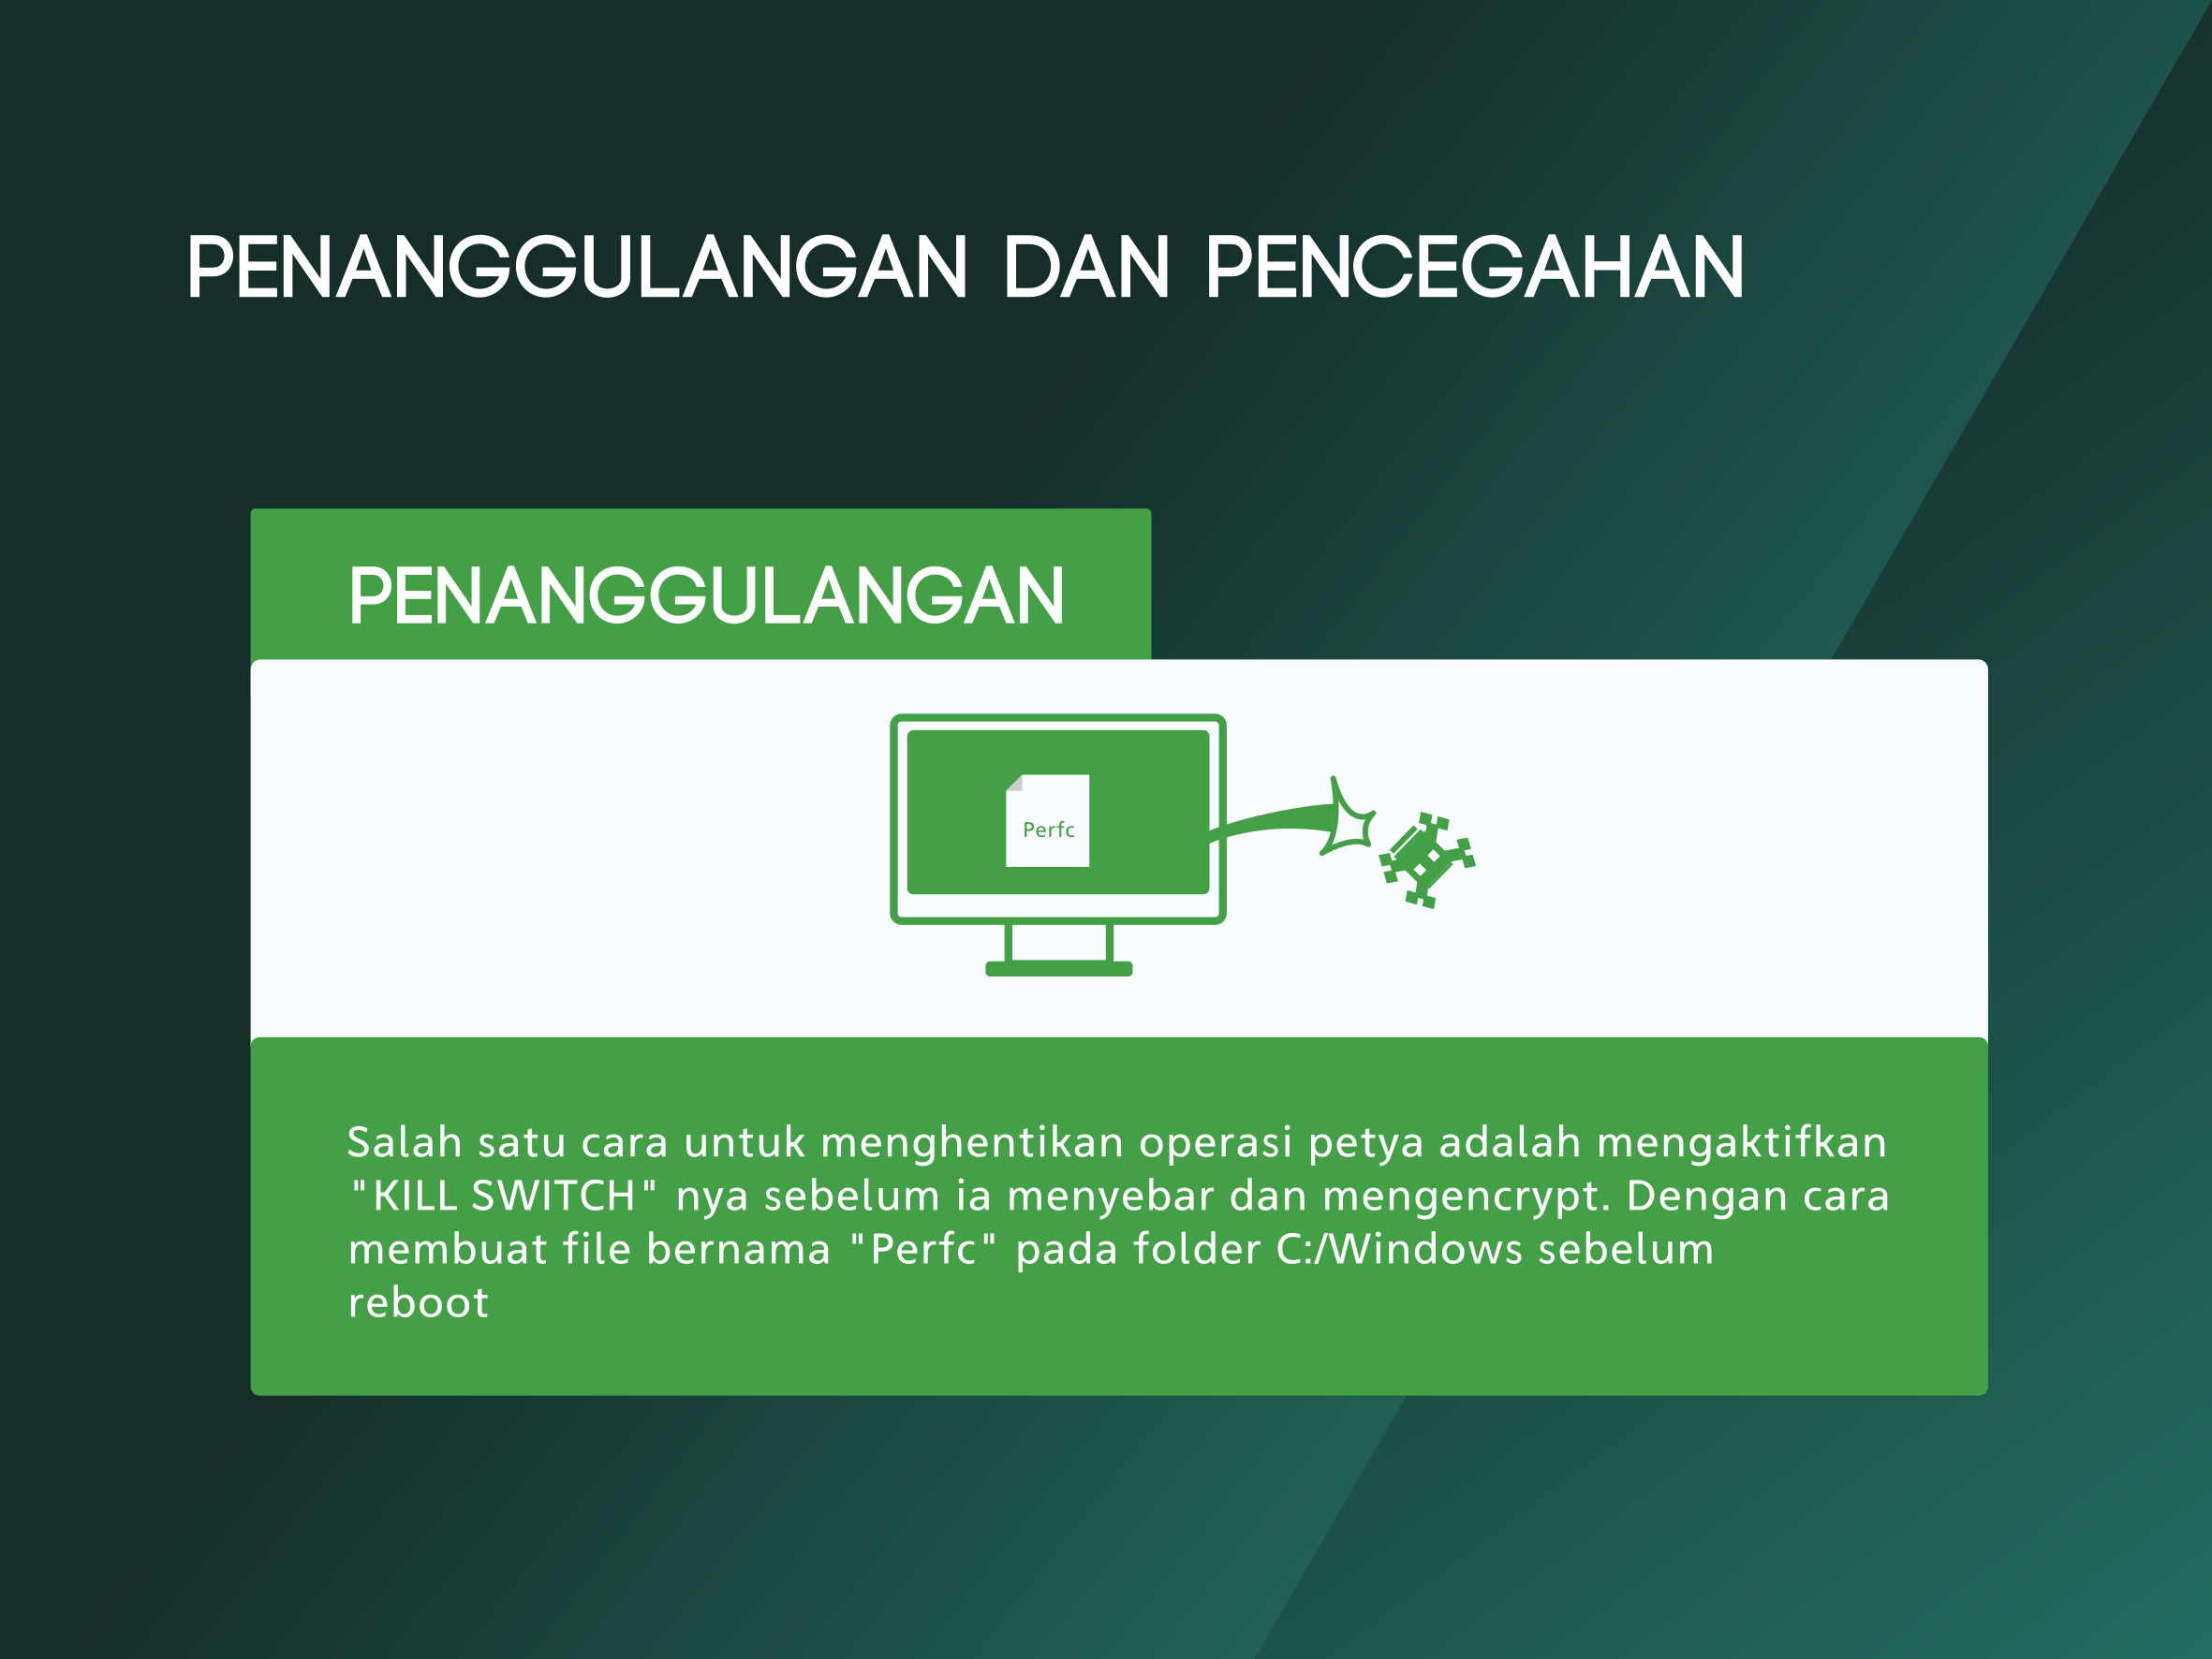 PENANGGULANGAN DAN PENCEGAHAN
PENANGGULANGAN
Perfc
Salah satu cara untuk menghentikan operasi petya adalah mengaktifkan
"KILL SWITCH" nya sebelum ia menyebar dan mengencrypt. Dengan cara
membuat file bernama "Perfc" pada folder C:/Windows sebelum
reboot